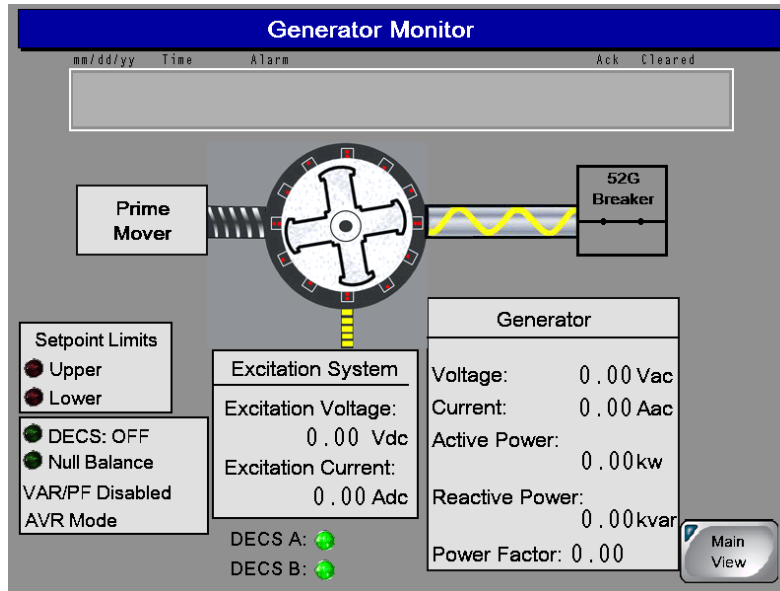 Generator Monitor
mm/dd/yy Time Alarm Ack Cleared
52G
Breaker
Prime
Mover
Setpoint Limits
Upper
Lower
DECS: OFF
Null Balance
VAR/PF Disabled
AVR Mode
Excitation System
Excitation Voltage:
0.00 Vdc
Excitation Current:
0.00 Adc
DECS A:
DECS B:
Generator
Voltage: 0.00 Vac
Current: 0.00 Aac
Active Power:
0.00 kw
Reactive Power:
0.00 kvar
Power Factor: 0.00
Main
View